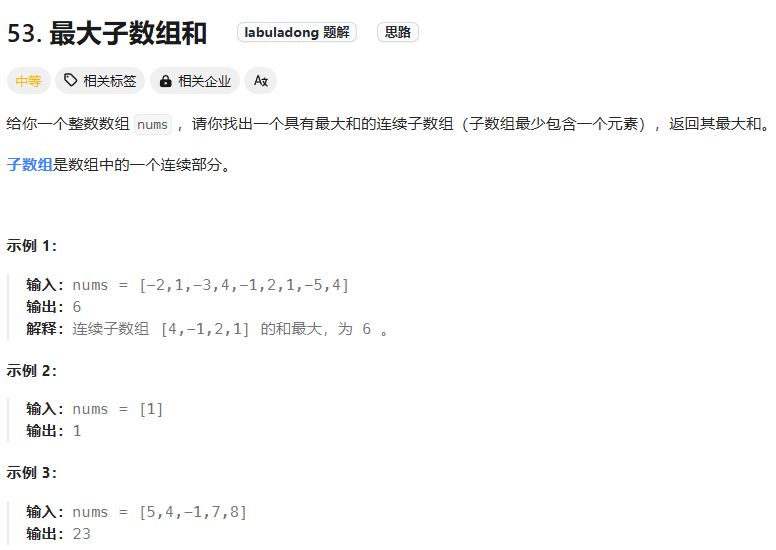 53. 最大子数组和 labuladong 题解 思路
中等 相关标签 相关企业 Aあ
给你一个整数数组 nums ，请你找出一个具有最大和的连续子数组（子数组最少包含一个元素），返回其最大和。
子数组是数组中的一个连续部分。
示例 1：
输入：nums = [-2,1,-3,4,-1,2,1,-5,4]
输出：6
解释：连续子数组 [4,-1,2,1] 的和最大，为 6 。
示例 2：
输入：nums = [1]
输出：1
示例 3：
输入：nums = [5,4,-1,7,8]
输出：23